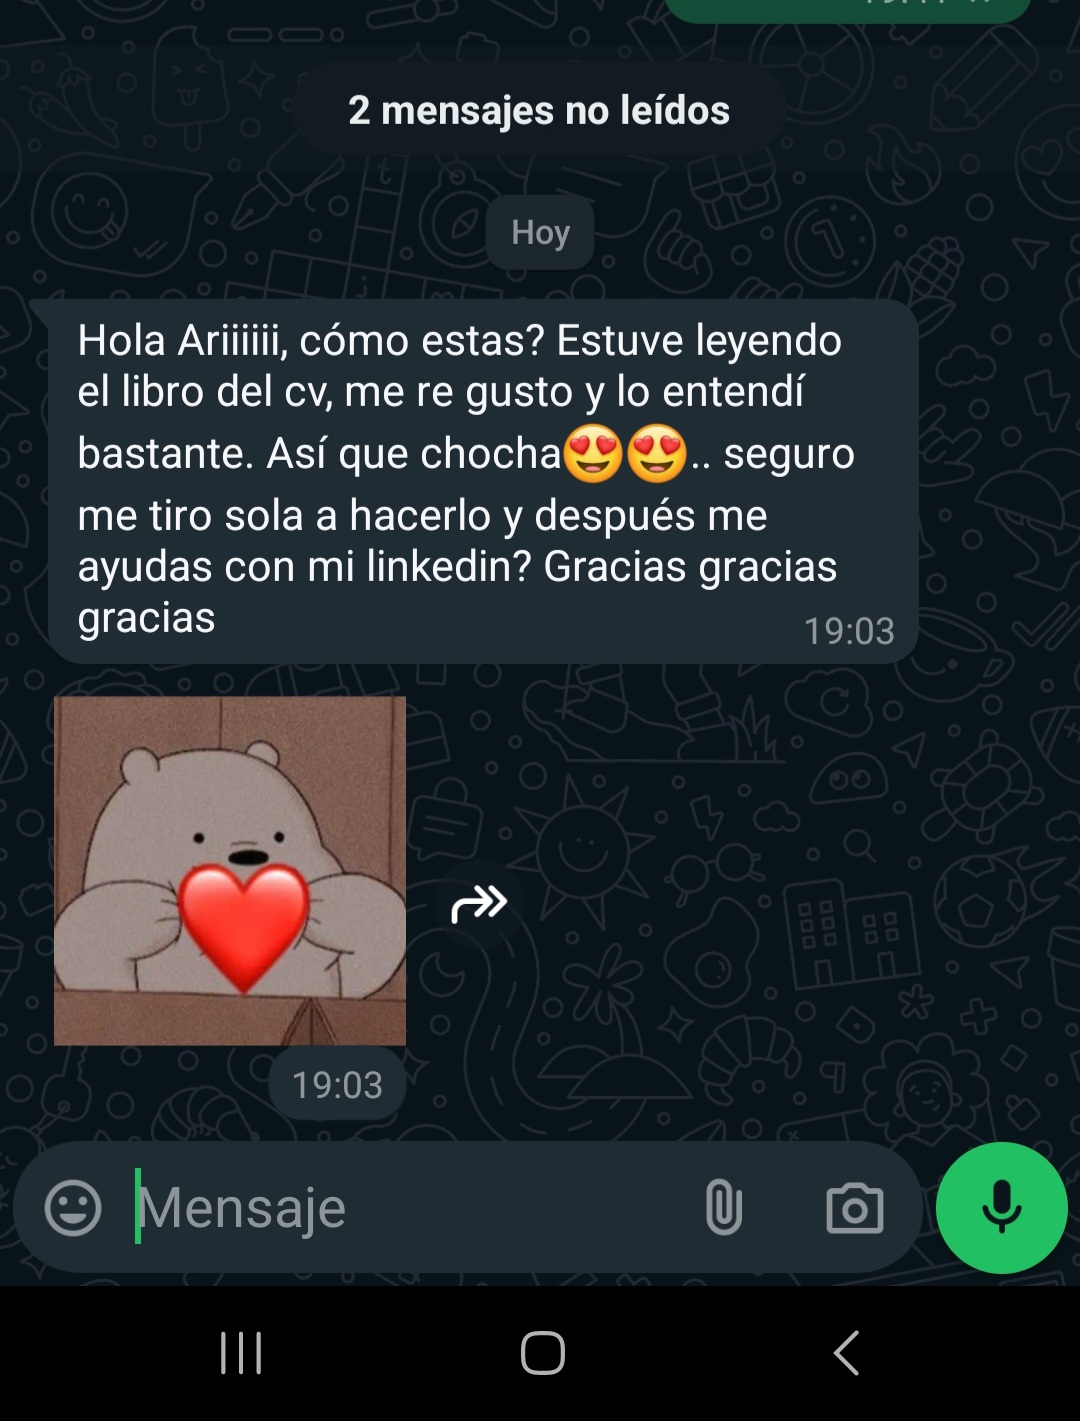 2 mensajes no leídos
Hoy
Hola Ariiiiii, cómo estas? Estuve leyendo
el libro del cv, me re gusto y lo entendí
bastante. Así que chocha😍😍.. seguro
me tiro sola a hacerlo y después me
ayudas con mi linkedin? Gracias gracias
gracias
19:03
19:03
Mensaje